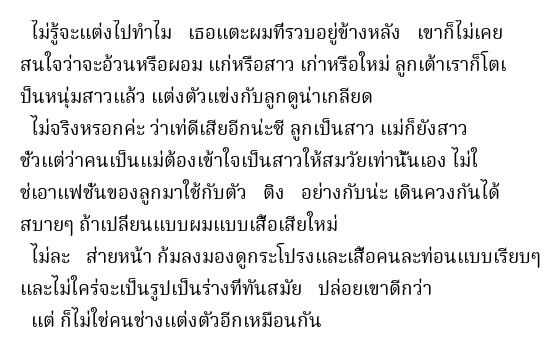 ไม่รู้จะแต่งไปทำไม   เธอแตะผมที่รวบอยู่ข้างหลัง   เขาก็ไม่เคย
สนใจว่าจะอ้วนหรือผอม แก่หรือสาว เก่าหรือใหม่ ลูกเต้าเราก็โตเ
ป็นหนุ่มสาวแล้ว แต่งตัวแข่งกับลูกดูน่าเกลียด
ไม่จริงหรอกค่ะ ว่าเท่ดีเสียอีกน่ะซี ลูกเป็นสาว แม่ก็ยังสาว
ชั่วแต่ว่าคนเป็นแม่ต้องเข้าใจเป็นสาวให้สมวัยเท่านั้นเอง ไม่ใ
ช่เอาแฟชั่นของลูกมาใช้กับตัว   ติง   อย่างกับน่ะ เดินควงกันได้
สบายๆ ถ้าเปลี่ยนแบบผมแบบเสื้อเสียใหม่
ไม่ละ   ส่ายหน้า ก้มลงมองดูกระโปรงและเสื้อคนละท่อนแบบเรียบๆ
และไม่ใคร่จะเป็นรูปเป็นร่างที่ทันสมัย   ปล่อยเขาดีกว่า
แต่ ก็ไม่ใช่คนช่างแต่งตัวอีกเหมือนกัน